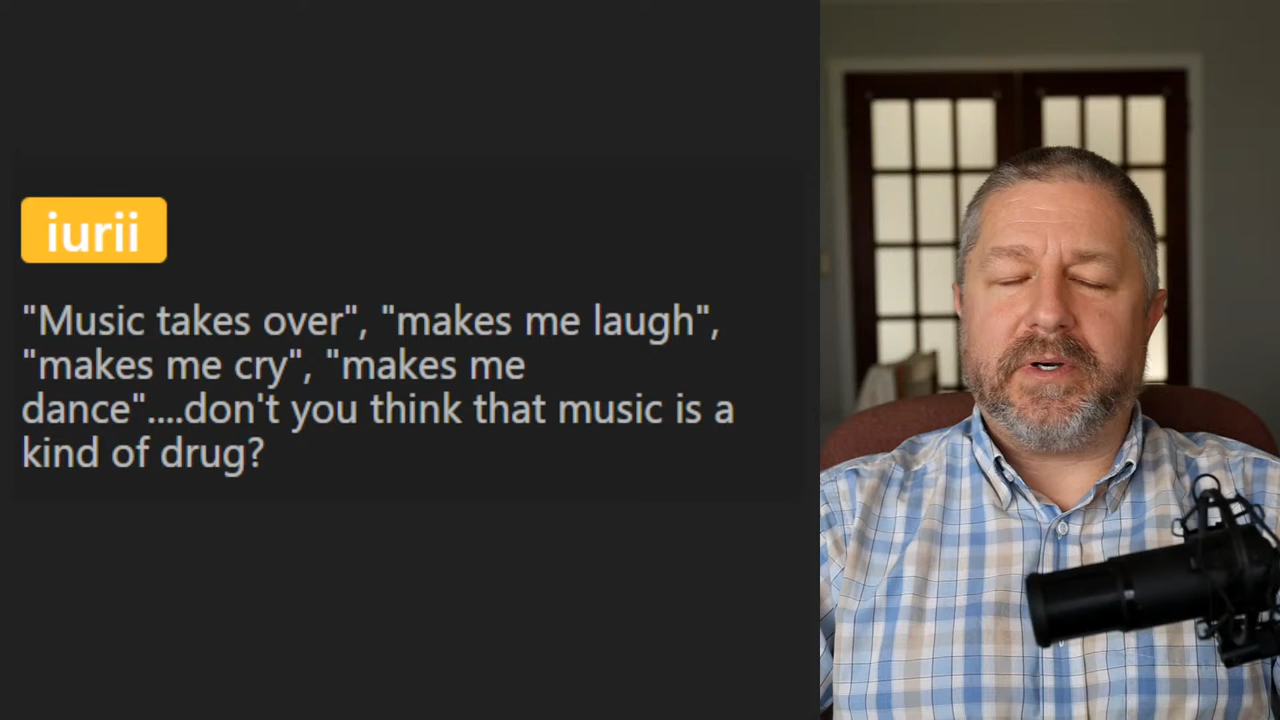 iurii
"Music takes over", "makes me laugh",
"makes me cry", "makes me
dance"....don't you think that music is a
kind of drug?